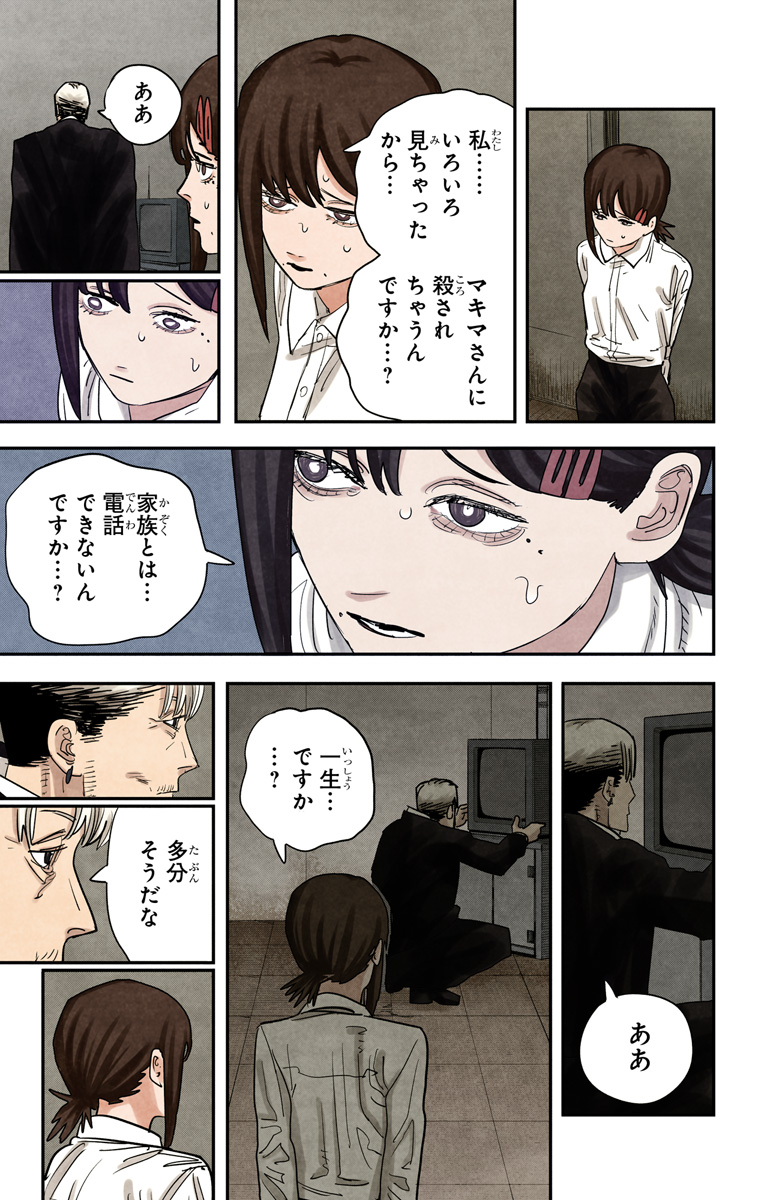 私……
いろいろ
見ちゃった
から…
マキマさんに
殺され
ちゃうん
ですか…?
ああ
家族とは…
電話
できないん
ですか…?
ああ
一生…
ですか
…?
多分
そうだな